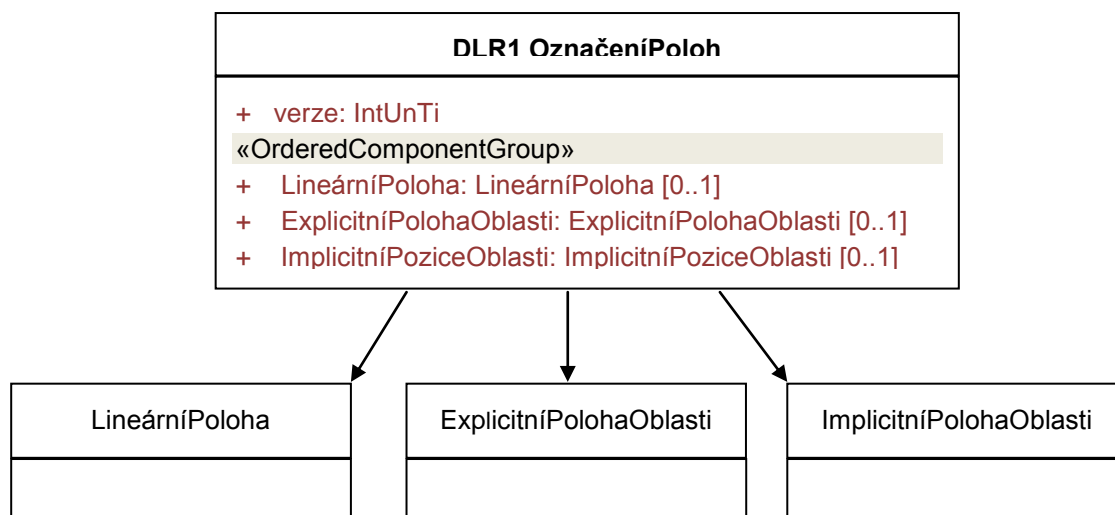 DLR1 OznačeníPoloh
+ verze: IntUnTi
«OrderedComponentGroup»
+ LineárníPoloha: LineárníPoloha [0..1]
+ ExplicitníPolohaOblasti: ExplicitníPolohaOblasti [0..1]
+ ImplicitníPoziceOblasti: ImplicitníPoziceOblasti [0..1]
LineárníPoloha
ExplicitníPolohaOblasti
ImplicitníPolohaOblasti